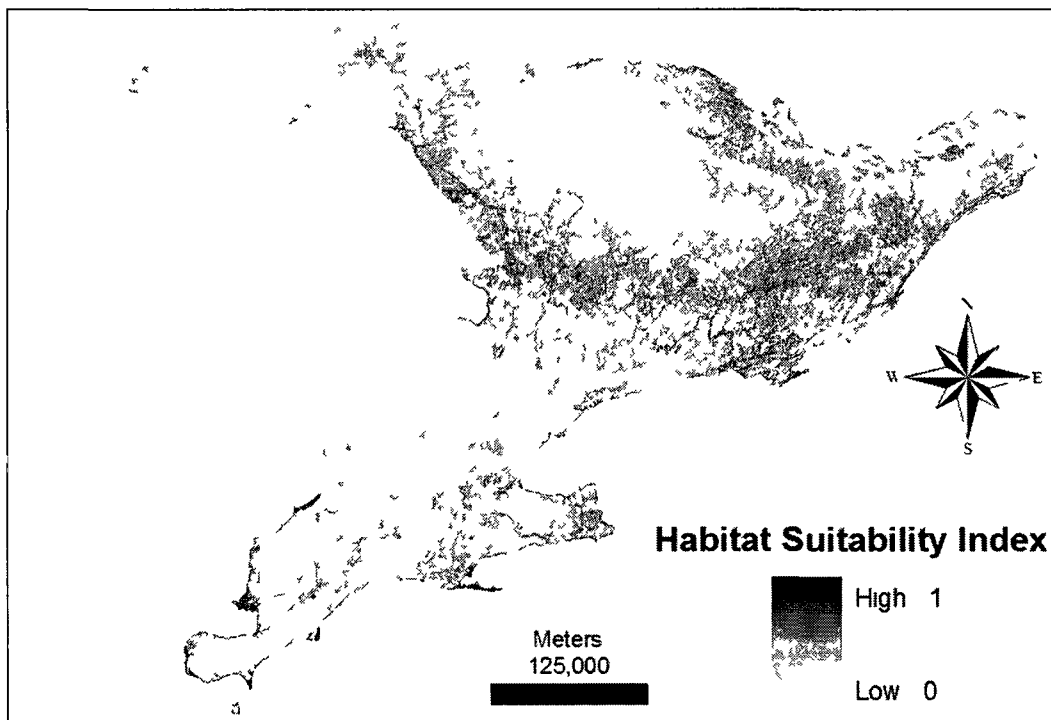 W
E
S
Habitat Suitability Index
High 1
Low 0
Meters
125,000